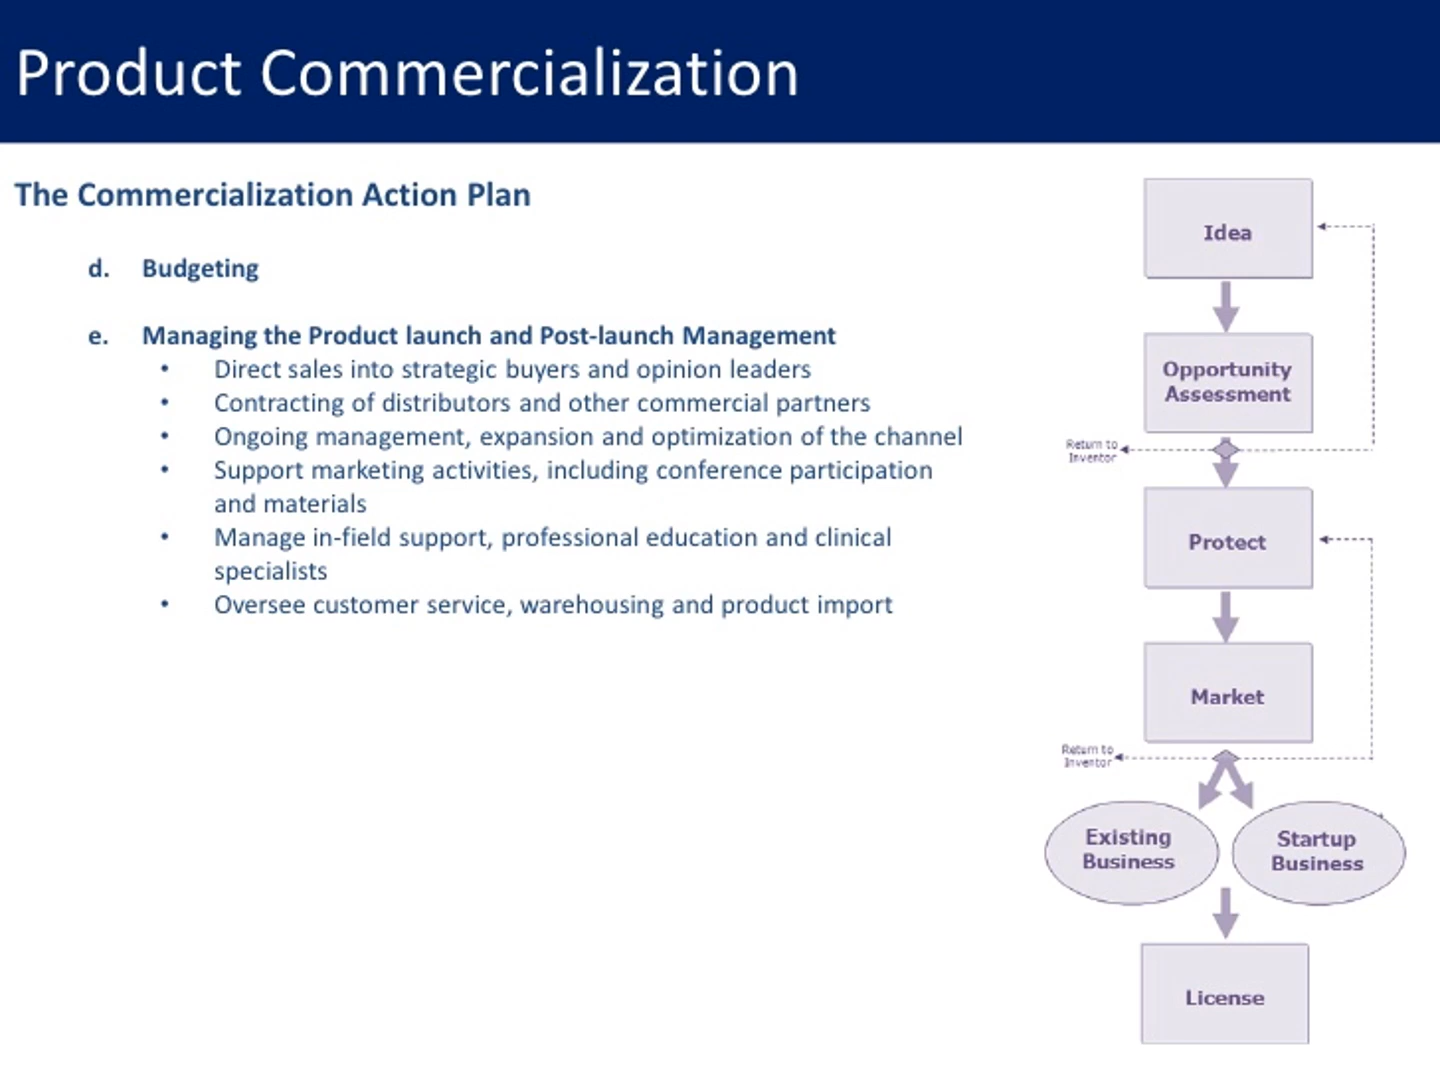 Product Commercialization
The Commercialization Action Plan
d. Budgeting
e. Managing the Product launch and Post-launch Management
• Direct sales into strategic buyers and opinion leaders
• Contracting of distributors and other commercial partners
• Ongoing management, expansion and optimization of the channel
• Support marketing activities, including conference participation
and materials
• Manage in-field support, professional education and clinical
specialists
• Oversee customer service, warehousing and product import
Idea
Opportunity
Assessment
Return to
Inventor
Protect
Market
Return to
Inventor
Existing
Business
Startup
Business
License